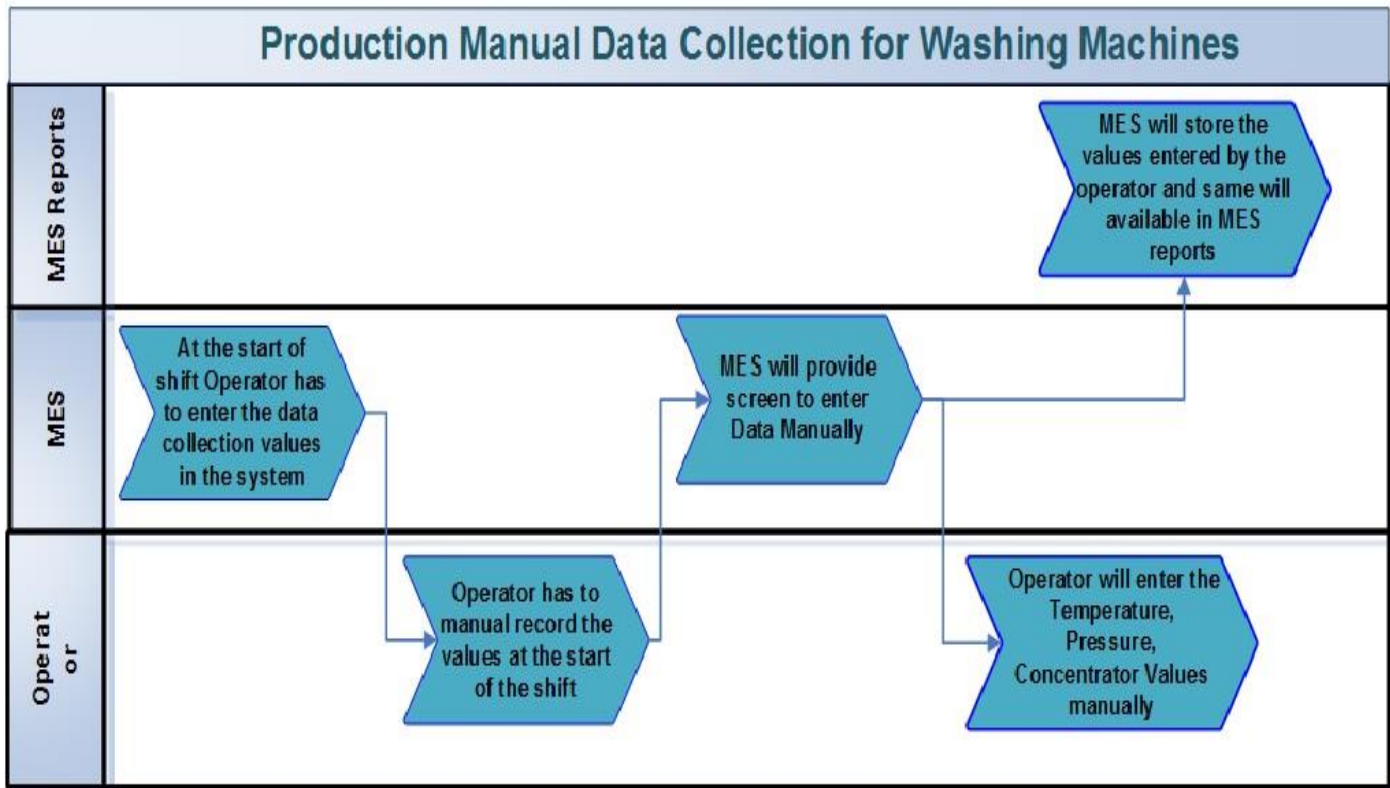 Production Manual Data Collection for Washing Machines
MES Reports
MES will store the
values entered by the
operator and same will
available in MES
reports
MES
At the start of
shift Operator has
to enter the data
collection values
in the system
MES will provide
screen to enter
Data Manually
Operat
or
Operator has to
manual record the
values at the start
of the shift
Operator will enter the
Temperature,
Pressure,
Concentrator Values
manually